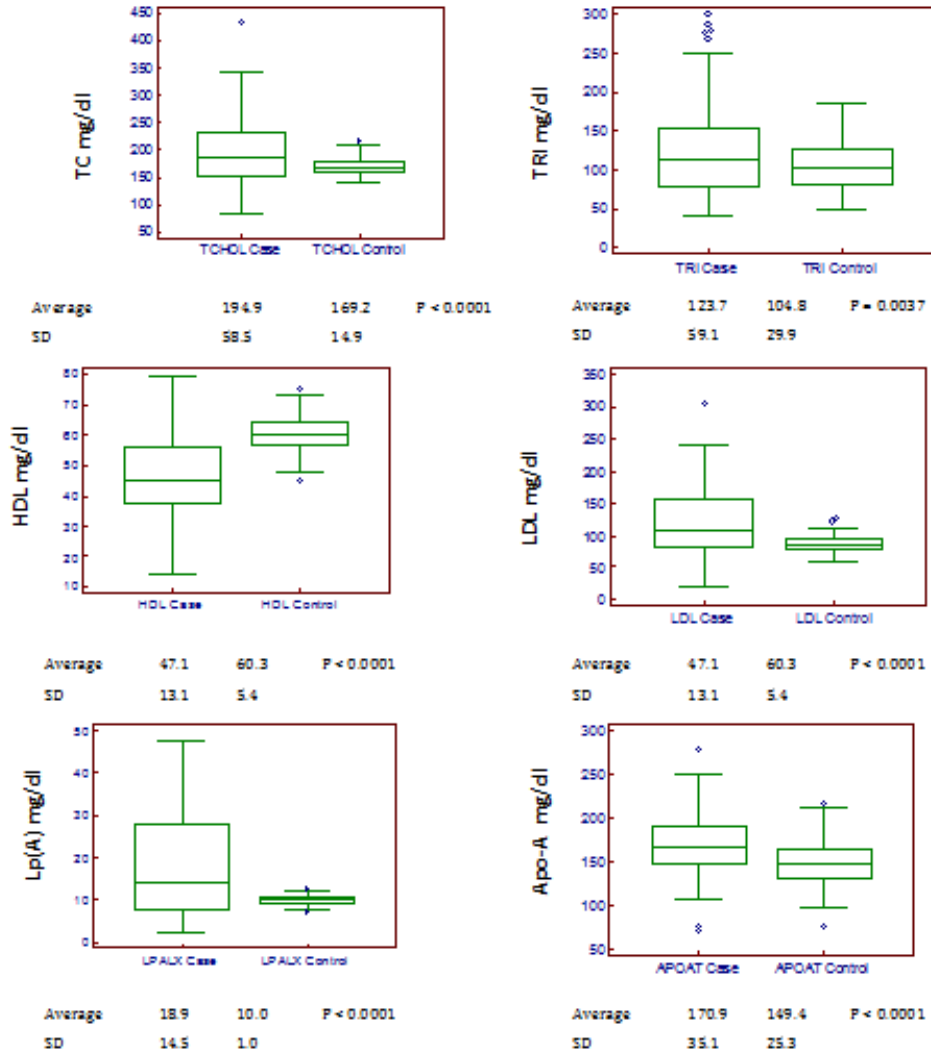 TC mg/dl
450
400
350
300
250
200
150
100
50
TCHOL Case TCHOL Control
Average 194.9 169.2 P < 0.0001
SD 58.5 14.9
TRI mg/dl
300
250
200
150
100
50
0
TRI Case TRI Control
Average 123.7 104.8 P = 0.0037
SD 59.1 29.9
HDL mg/dl
80
70
60
50
40
30
20
10
HDL Case HDL Control
Average 47.1 60.3 P < 0.0001
SD 13.1 5.4
LDL mg/dl
350
300
250
200
150
100
50
0
LDL Case LDL Control
Average 47.1 60.3 P < 0.0001
SD 13.1 5.4
Lp(A) mg/dl
50
40
30
20
10
0
LPALX Case LPALX Control
Average 18.9 10.0 P < 0.0001
SD 14.5 1.0
Apo-A mg/dl
300
250
200
150
100
50
APOAT Case APOAT Control
Average 170.9 149.4 P < 0.0001
SD 35.1 25.3